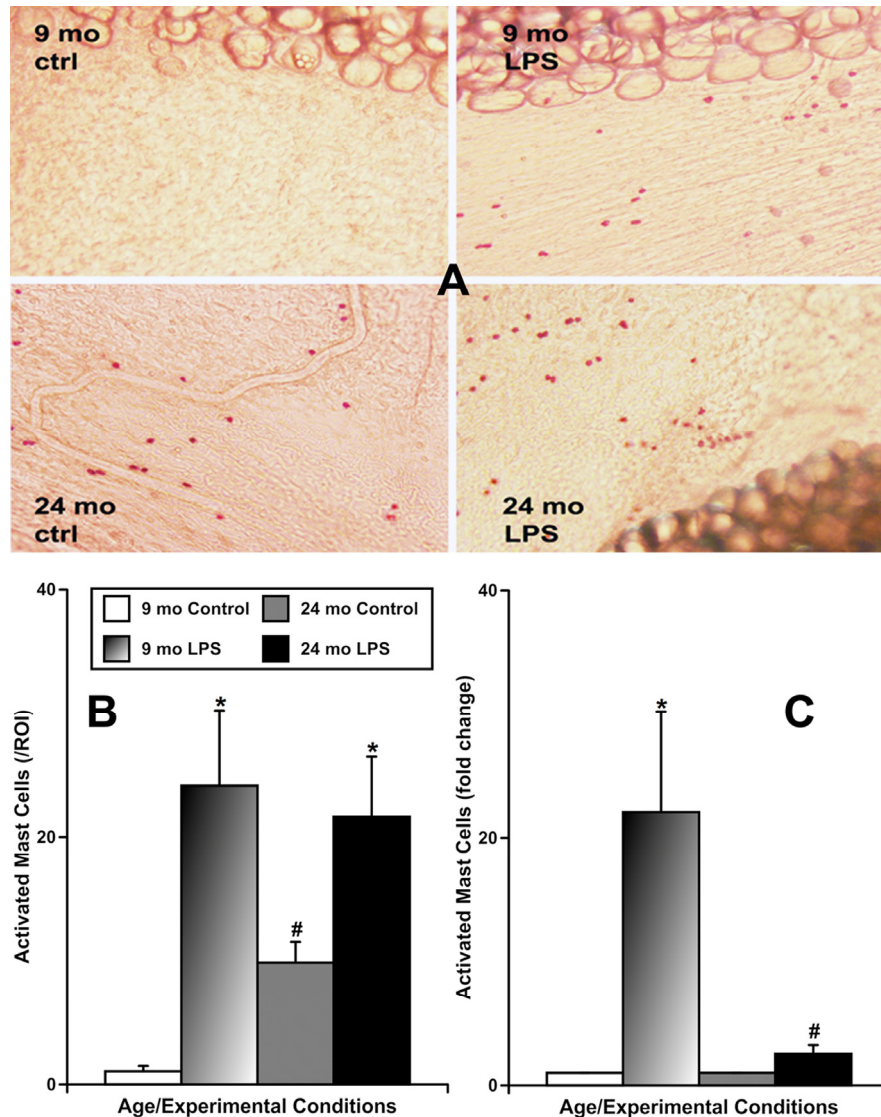 9 mo
ctrl
9 mo
LPS
A
24 mo
ctrl
24 mo
LPS
40
9 mo Control
24 mo Control
9 mo LPS
24 mo LPS
B
*
#
*
20
0
Activated Mast Cells (/ROI)
Age/Experimental Conditions
40
C
*
#
20
0
Activated Mast Cells (fold change)
Age/Experimental Conditions